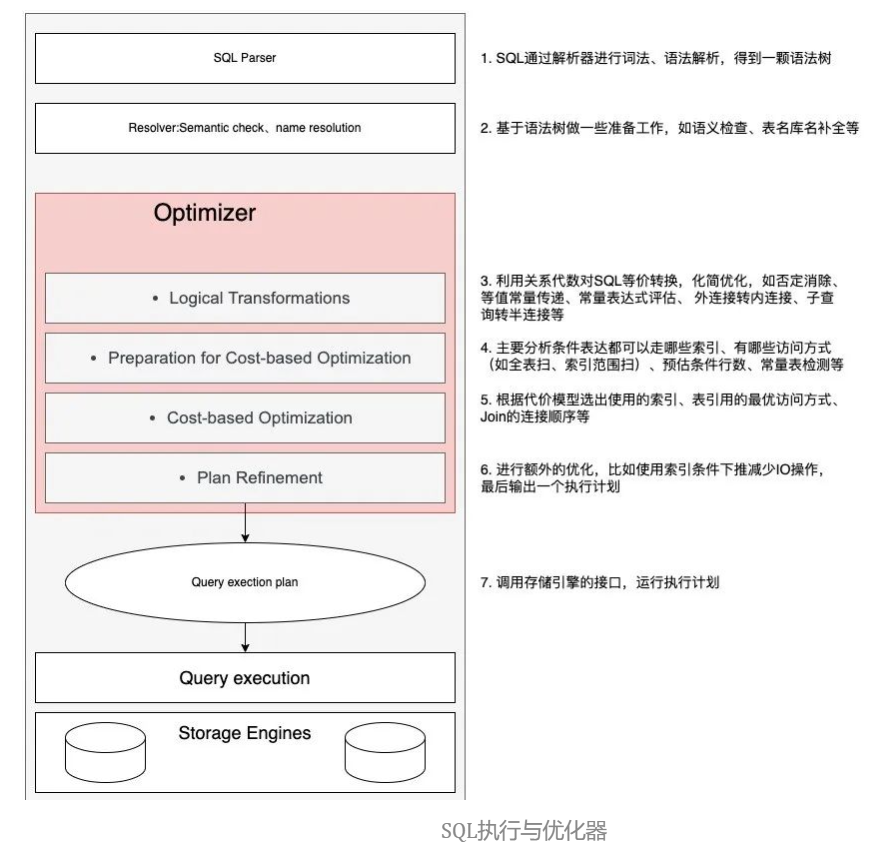 SQL Parser
1. SQL通过解析器进行词法、语法解析，得到一颗语法树
Resolver:Semantic check、name resolution
2. 基于语法树做一些准备工作，如语义检查、表名库名补全等
Optimizer
• Logical Transformations
3. 利用关系代数对SQL等价转换，化简优化，如否定消除、
等值常量传递、常量表达式评估、 外连接转内连接、子查
询转半连接等
• Preparation for Cost-based Optimization
4. 主要分析条件表达都可以走哪些索引、有哪些访问方式
（如全表扫、索引范围扫）、预估条件行数、常量表检测等
• Cost-based Optimization
5. 根据代价模型选出使用的索引、表引用的最优访问方式、
Join的连接顺序等
• Plan Refinement
6. 进行额外的优化，比如使用索引条件下推减少IO操作，
最后输出一个执行计划
Query exection plan
7. 调用存储引擎的接口，运行执行计划
Query execution
Storage Engines
SQL执行与优化器